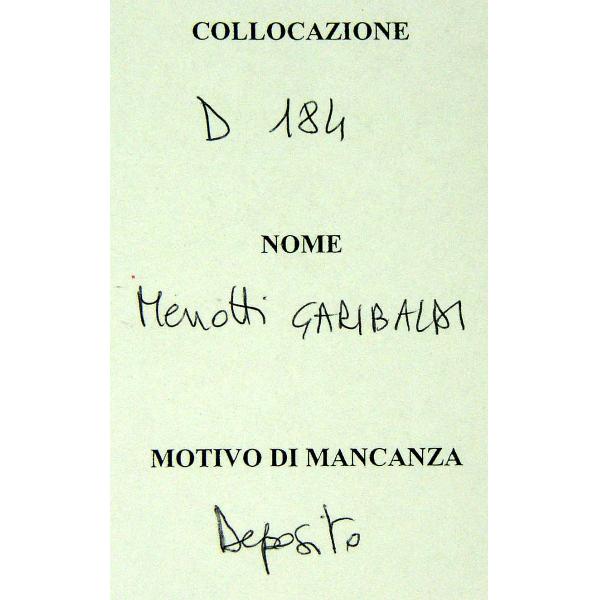 COLLOCAZIONE
D 184
NOME
Menotti GARIBALDI
MOTIVO DI MANCANZA
Deposito